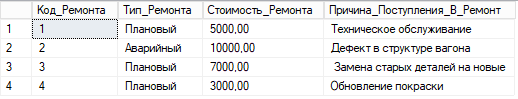 Код_Ремонта Тип_Ремонта Стоимость_Ремонта Причина_Поступления_В_Ремонт
1 1 Плановый 5000,00 Техническое обслуживание
2 2 Аварийный 10000,00 Дефект в структуре вагона
3 3 Плановый 7000,00 Замена старых деталей на новые
4 4 Плановый 3000,00 Обновление покраски